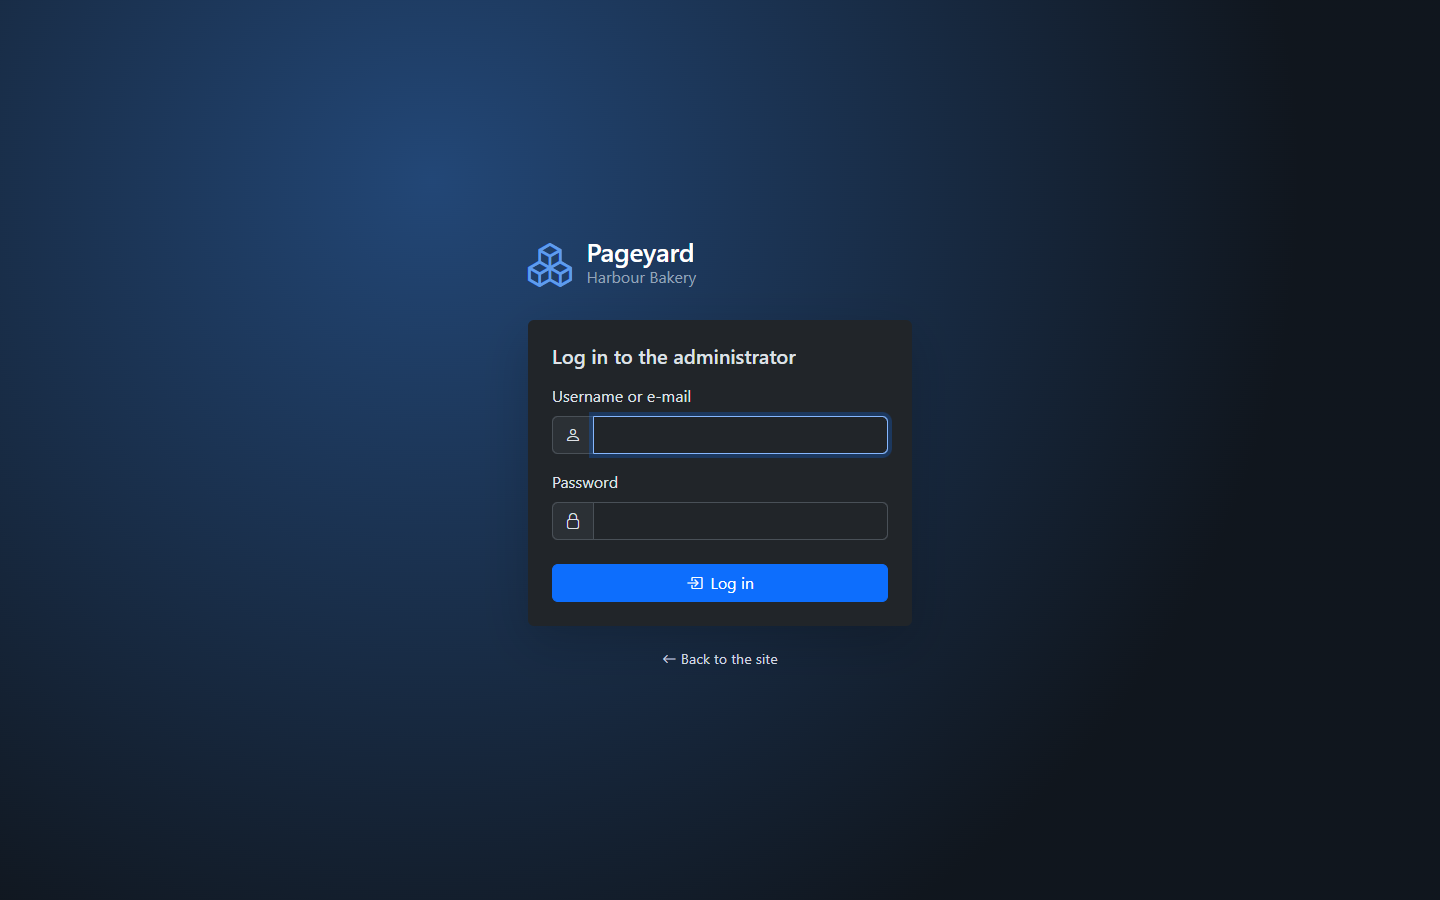 Pageyard
Harbour Bakery
Log in to the administrator
Username or e-mail
Password
Log in
Back to the site